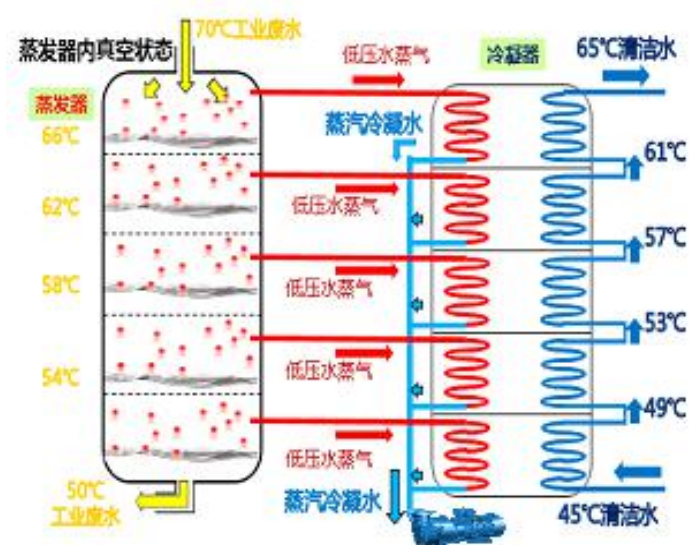 70℃工业废水
蒸发器内真空状态
低压水蒸气
冷凝器
65℃清洁水
蒸发器
66℃
蒸汽冷凝水
61℃
62℃
低压水蒸气
57℃
58℃
低压水蒸气
53℃
54℃
低压水蒸气
49℃
低压水蒸气
50℃
工业废水
蒸汽冷凝水
45℃清洁水